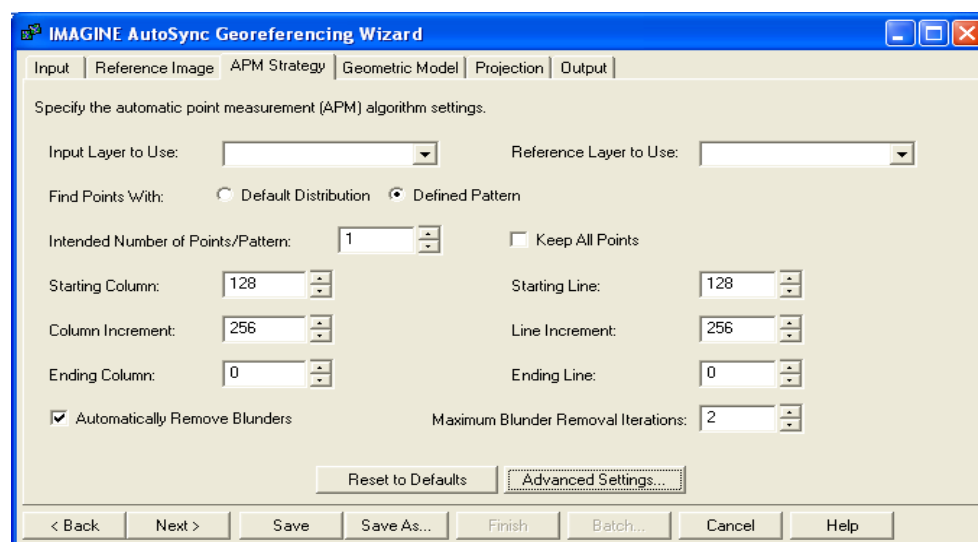 IMAGINE AutoSync Georeferencing Wizard
Input Reference Image APM Strategy Geometric Model Projection Output
Specify the automatic point measurement (APM) algorithm settings.
Input Layer to Use: Reference Layer to Use:
Find Points With: Default Distribution Defined Pattern
Intended Number of Points/Pattern: 1 Keep All Points
Starting Column: 128 Starting Line: 128
Column Increment: 256 Line Increment: 256
Ending Column: 0 Ending Line: 0
Automatically Remove Blunders Maximum Blunder Removal Iterations: 2
Reset to Defaults Advanced Settings...
< Back Next > Save Save As... Finish Batch... Cancel Help